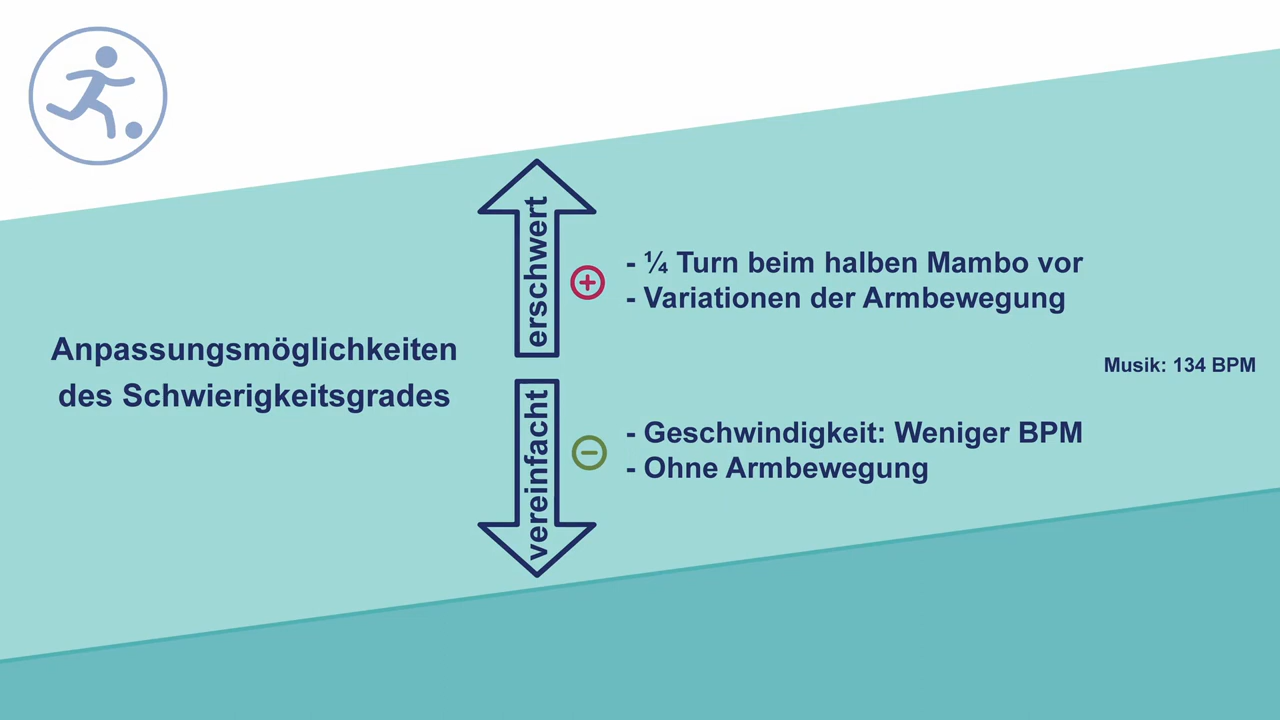 Anpassungsmöglichkeiten
des Schwierigkeitsgrades
erschwert
- ¼ Turn beim halben Mambo vor
- Variationen der Armbewegung
Musik: 134 BPM
vereinfacht
- Geschwindigkeit: Weniger BPM
- Ohne Armbewegung